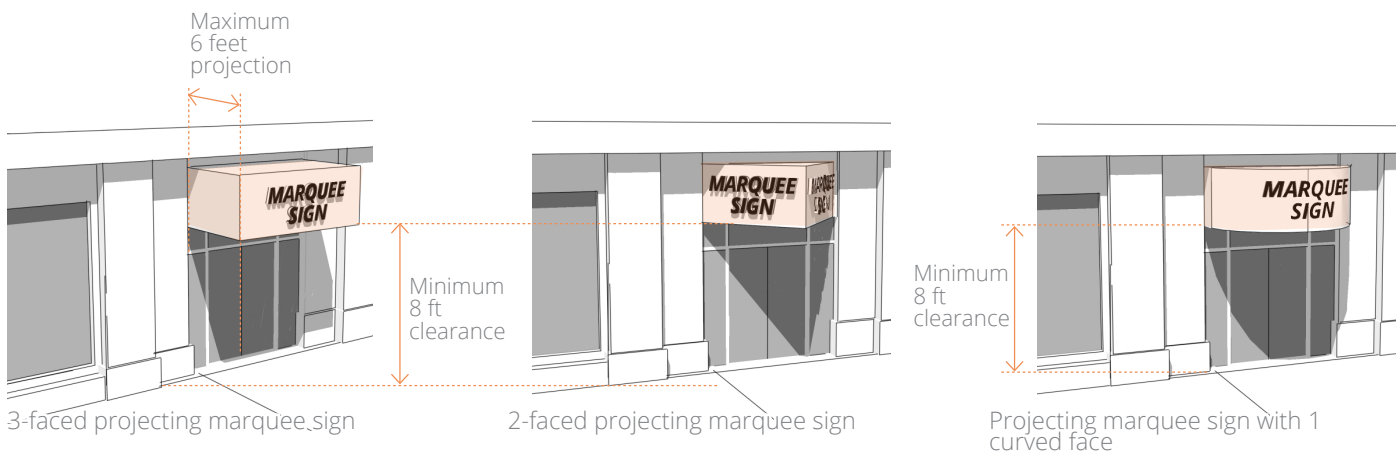 Maximum
6 feet
projection
MARQUEE
SIGN
Minimum
8 ft
clearance
3-faced projecting marquee sign
MARQUEE
SIGN
MARQUEE
2-faced projecting marquee sign
MARQUEE
SIGN
Minimum
8 ft
clearance
Projecting marquee sign with 1
curved face